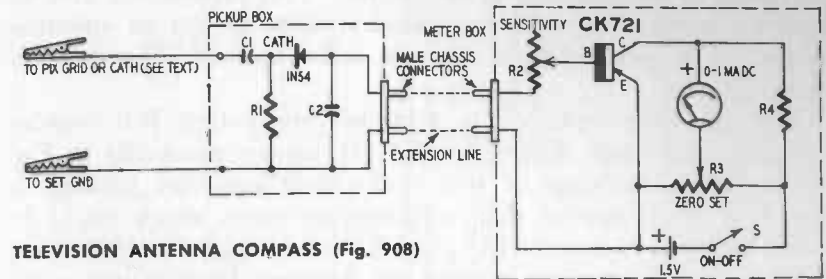 PICKUP BOX
C1
CATH
1N54
TO PIX GRID OR CATH (SEE TEXT)
R1
C2
TO SET GND
MALE CHASSIS
CONNECTORS
EXTENSION LINE
METER BOX
SENSITIVITY
R2
CK721
B
C
E
+
0-1 MA DC
R4
R3
ZERO SET
+
1.5V
S
ON-OFF
TELEVISION ANTENNA COMPASS (Fig. 908)